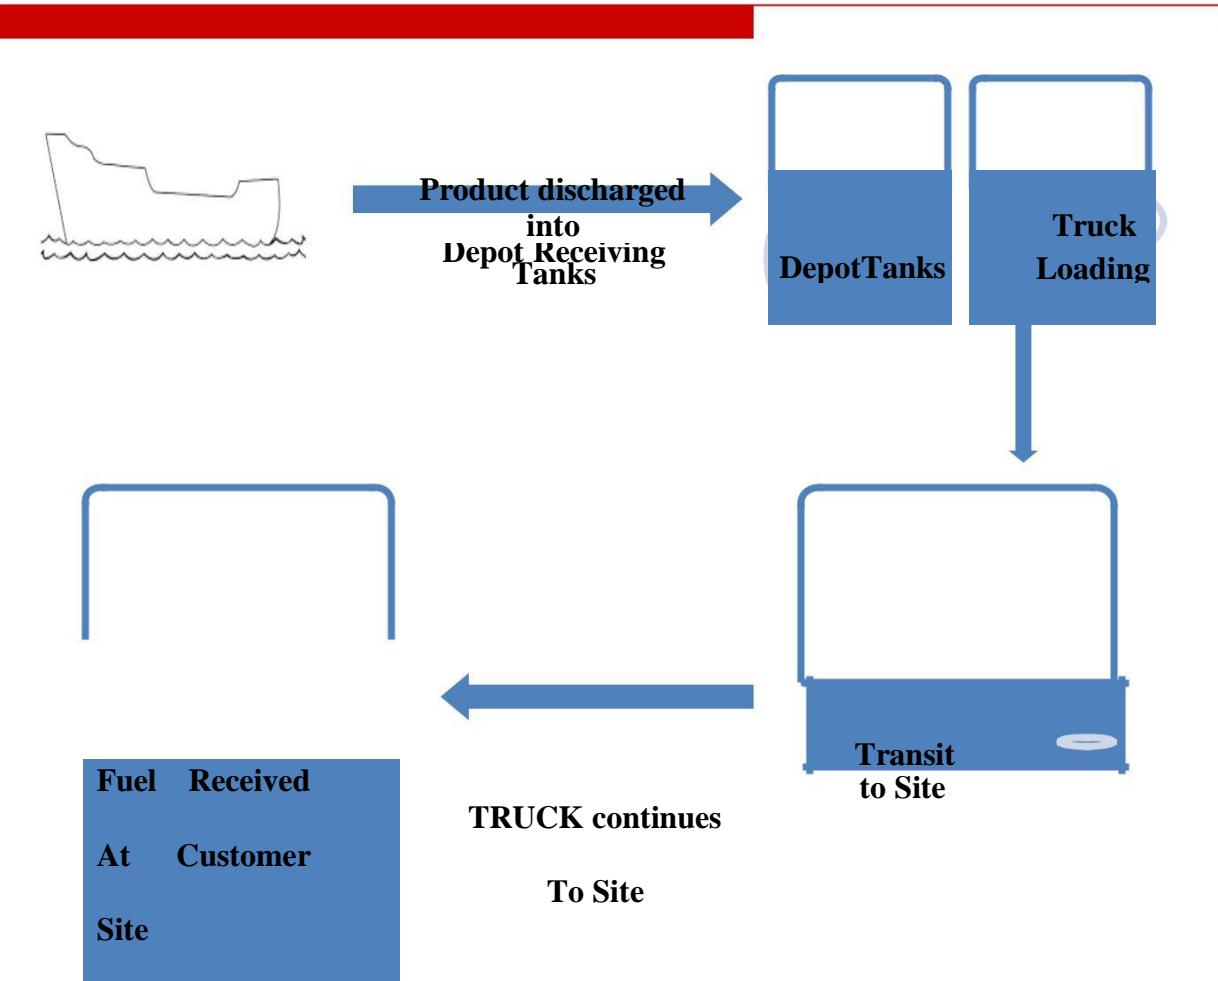 Product discharged
into
Depot Receiving
Tanks
DepotTanks
Truck
Loading
Transit
to Site
TRUCK continues
To Site
Fuel Received
At Customer
Site